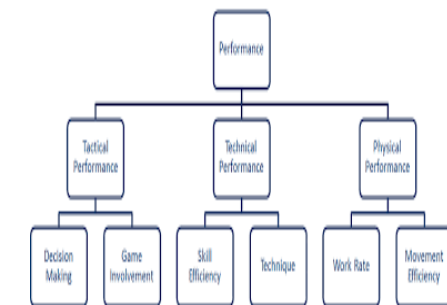 Performance
Tactical
Performance
Technical
Performance
Physical
Performance
Decision
Making
Game
Involvement
Skill
Efficiency
Technique
Work Rate
Movement
Efficiency